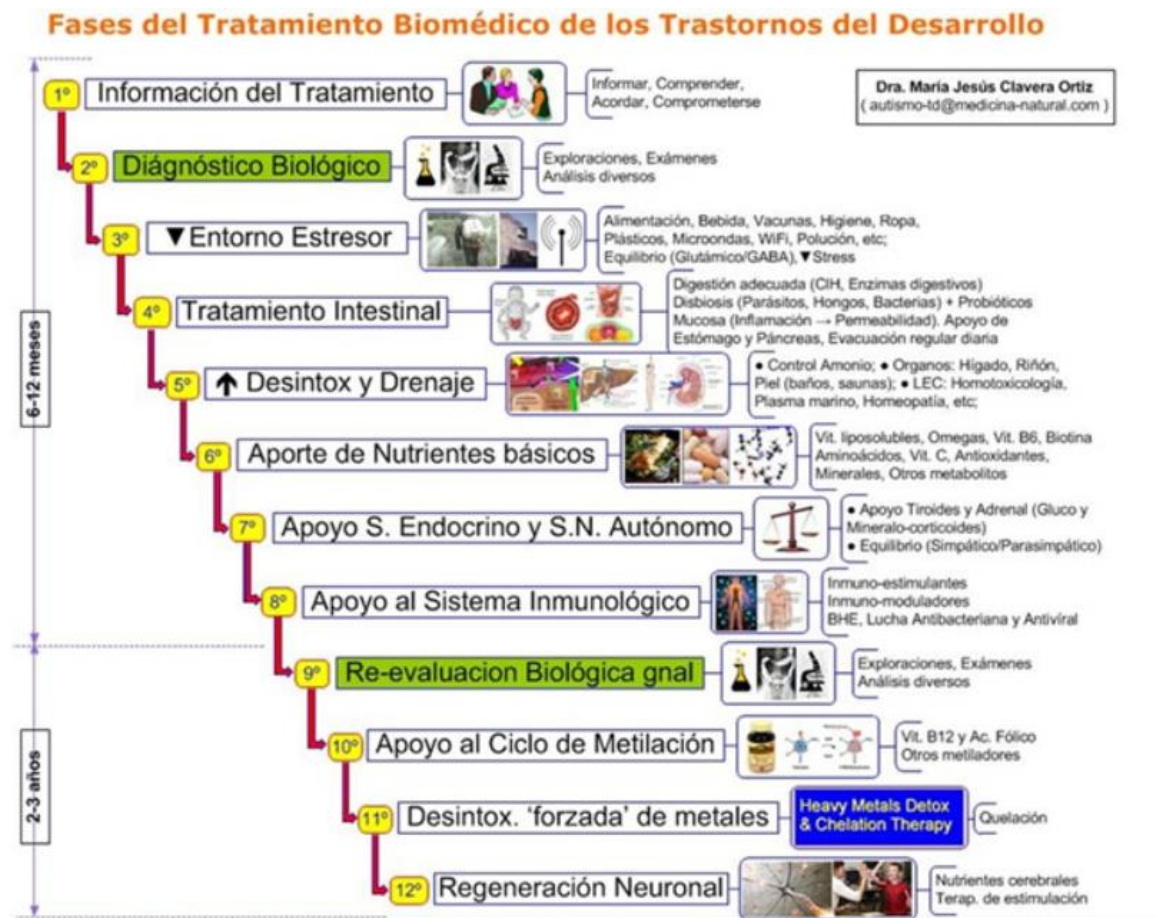 Fases del Tratamiento Biomédico de los Trastornos del Desarrollo
Dra. María Jesús Clavera Ortiz
( autismo-td@medicina-natural.com )
6-12 meses
1º
Información del Tratamiento
Informar, Comprender,
Acordar, Comprometerse
2º
Diágnóstico Biológico
Exploraciones, Exámenes
Análisis diversos
3º
▼Entorno Estresor
Alimentación, Bebida, Vacunas, Higiene, Ropa,
Plásticos, Microondas, WiFi, Polución, etc;
Equilibrio (Glutámico/GABA),▼Stress
4º
Tratamiento Intestinal
Digestión adecuada (ClH, Enzimas digestivos)
Disbiosis (Parásitos, Hongos, Bacterias) + Probióticos
Mucosa (Inflamación → Permeabilidad). Apoyo de
Estómago y Páncreas, Evacuación regular diaria
5º
↑ Desintox y Drenaje
● Control Amonio; ● Organos: Hígado, Riñón,
Piel (baños, saunas); ● LEC: Homotoxicología,
Plasma marino, Homeopatía, etc;
6º
Aporte de Nutrientes básicos
Vit. liposolubles, Omegas, Vit. B6, Biotina
Aminoácidos, Vit. C, Antioxidantes,
Minerales, Otros metabolitos
7º
Apoyo S. Endocrino y S.N. Autónomo
● Apoyo Tiroides y Adrenal (Gluco y
Mineralo-corticoides)
● Equilibrio (Simpático/Parasimpático)
8º
Apoyo al Sistema Inmunológico
Inmuno-estimulantes
Inmuno-moduladores
BHE, Lucha Antibacteriana y Antivíral
2-3 años
9º
Re-evaluacion Biológica gnal
Exploraciones, Exámenes
Análisis diversos
10º
Apoyo al Ciclo de Metilación
Vit. B12 y Ac. Fólico
Otros metiladores
11º
Desintox. ‘forzada’ de metales
Heavy Metals Detox
& Chelation Therapy
Quelación
12º
Regeneración Neuronal
Nutrientes cerebrales
Terap. de estimulación